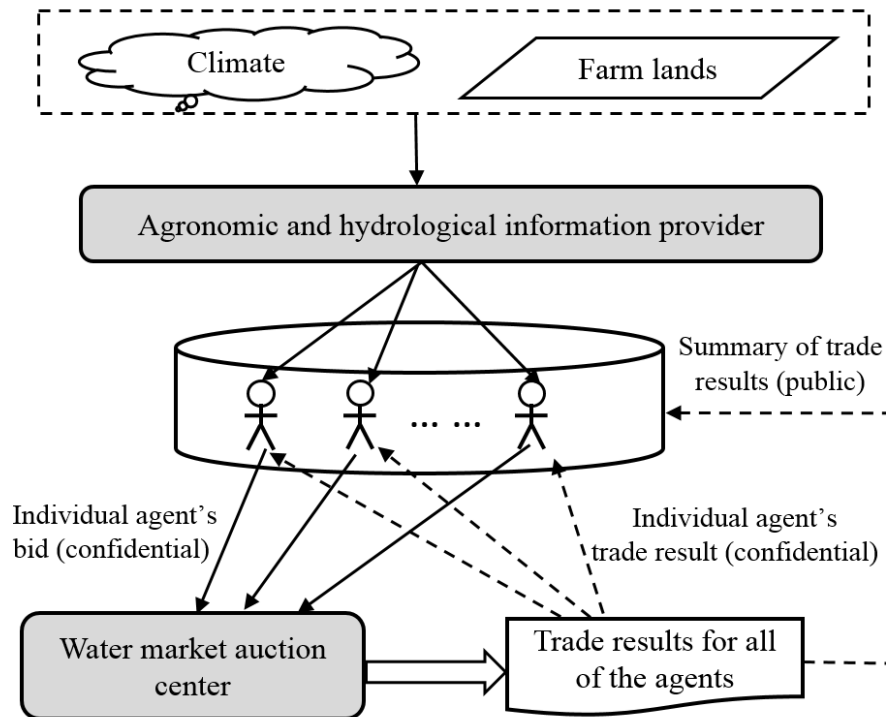 Climate
Farm lands
Agronomic and hydrological information provider
Summary of trade
results (public)
... ...
Individual agent’s
bid (confidential)
Individual agent’s
trade result (confidential)
Water market auction
center
Trade results for all
of the agents